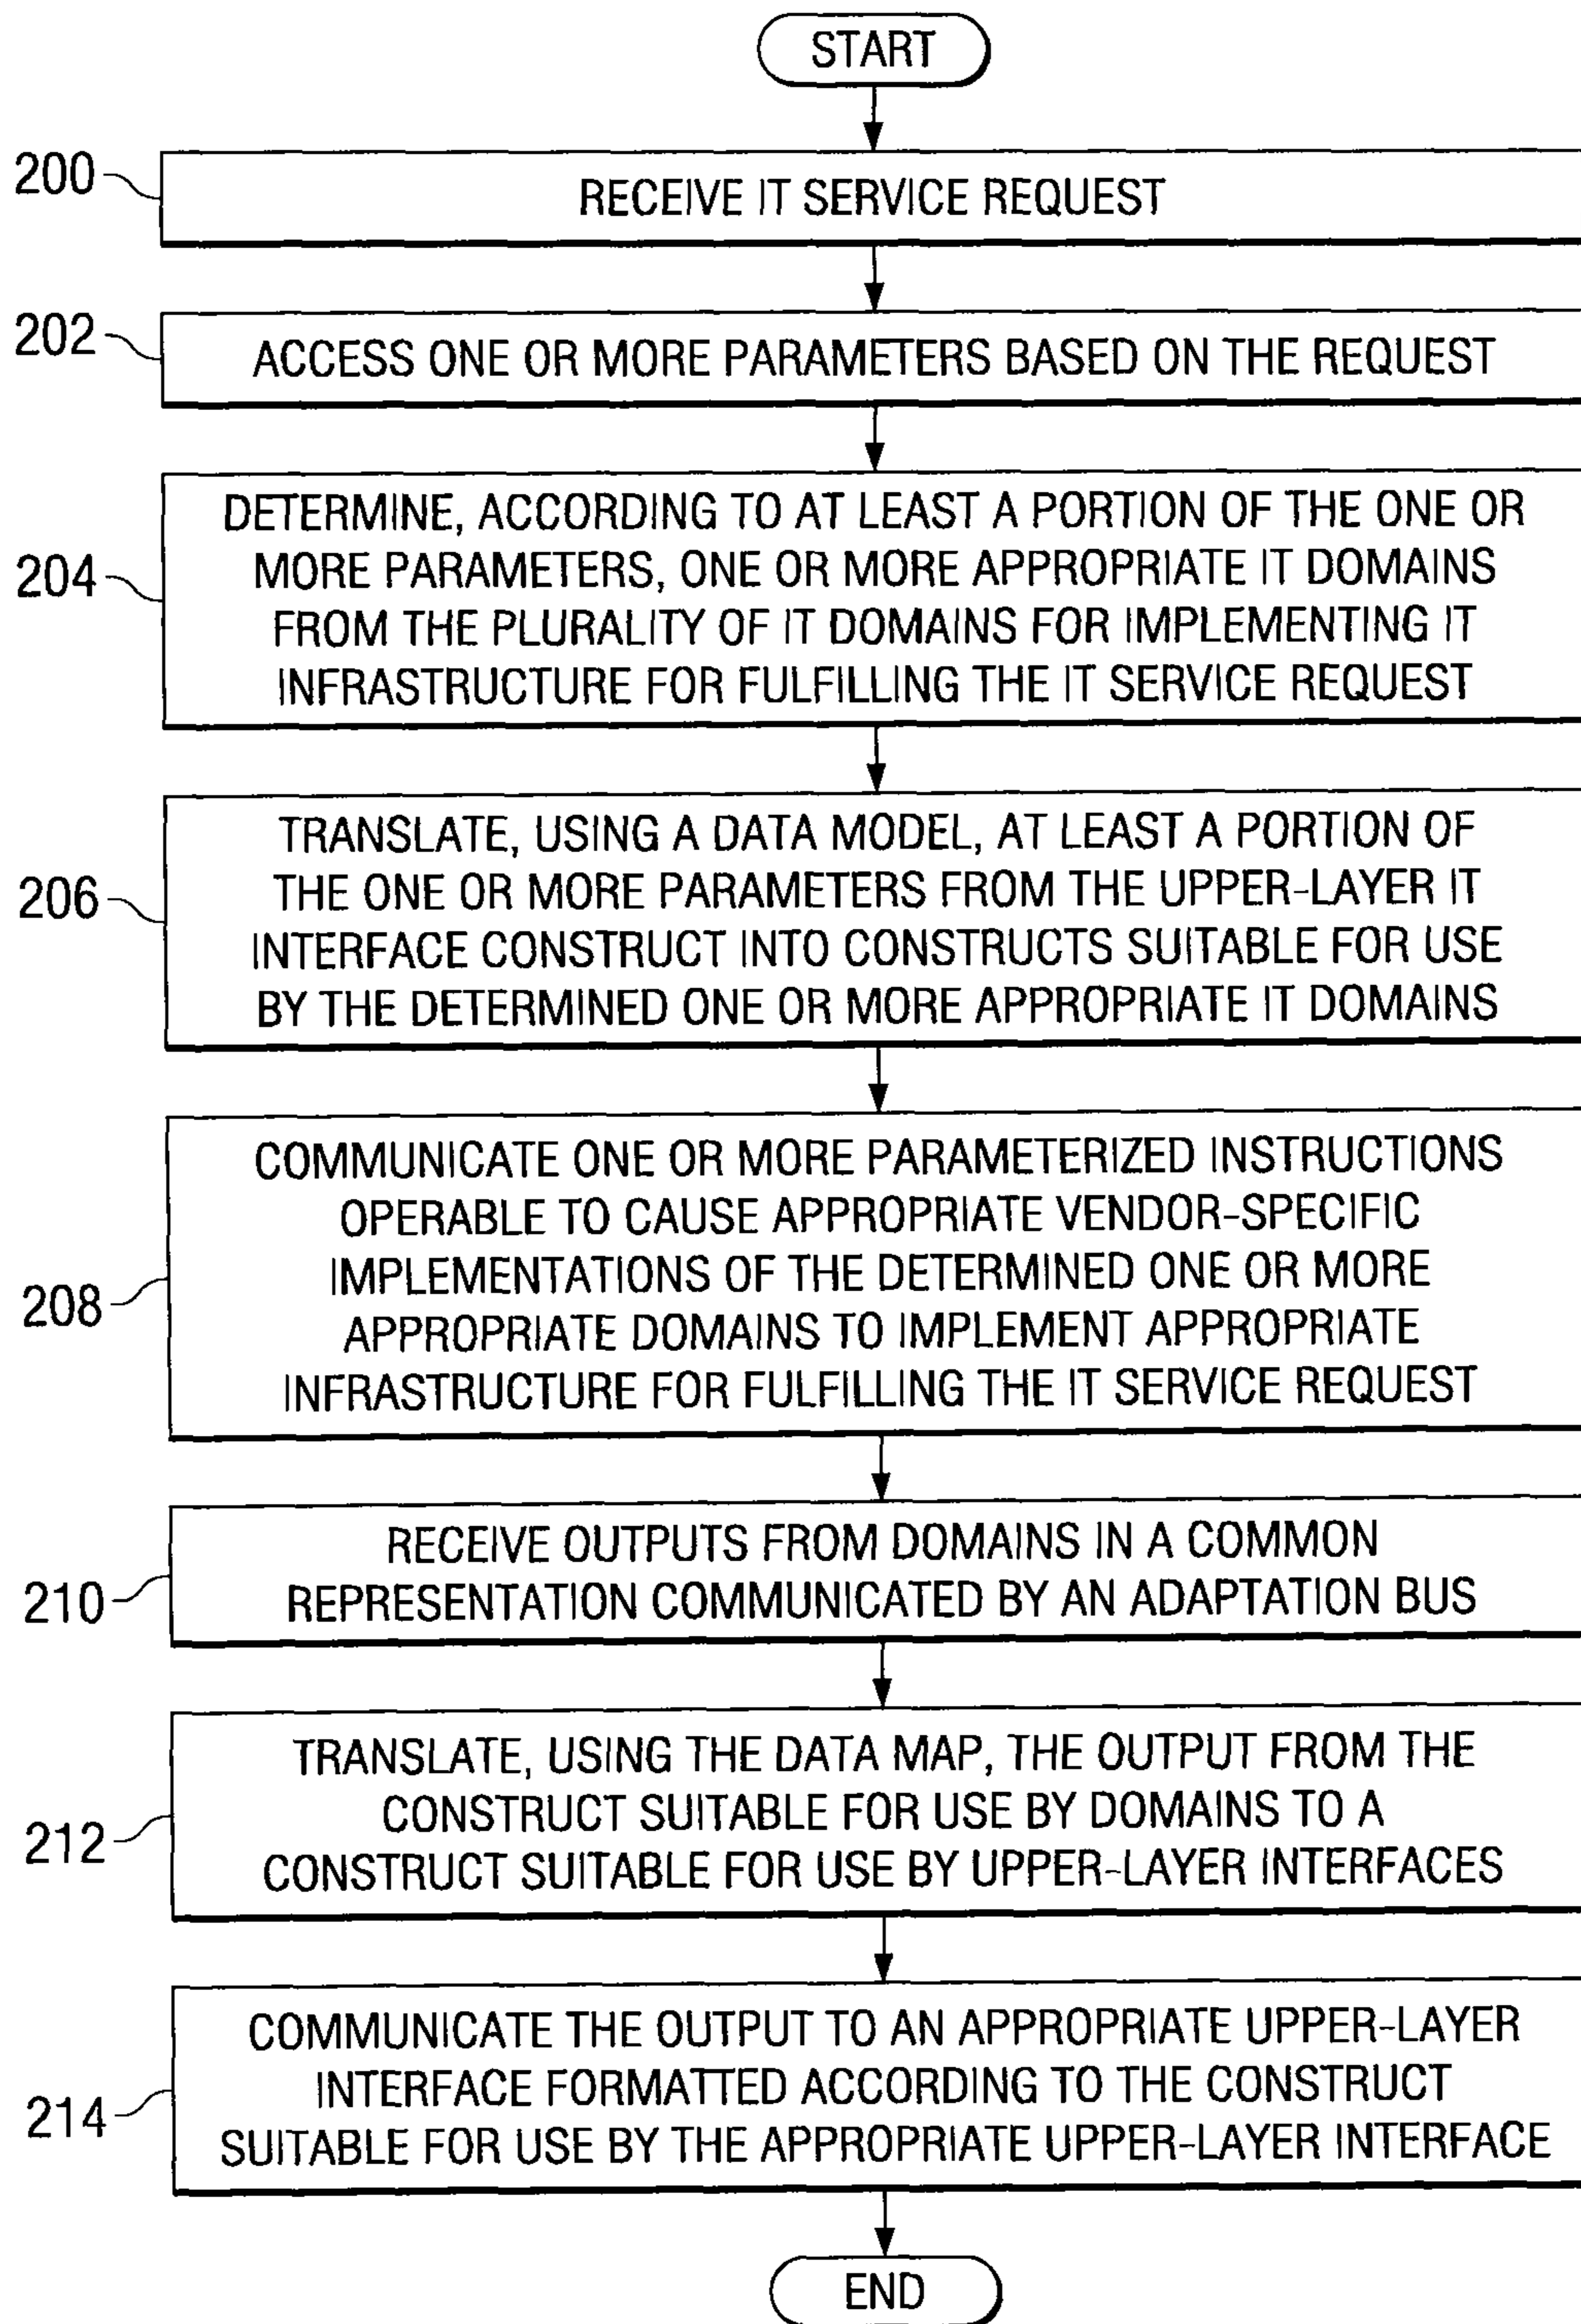 START
200
RECEIVE IT SERVICE REQUEST
202
ACCESS ONE OR MORE PARAMETERS BASED ON THE REQUEST
204
DETERMINE, ACCORDING TO AT LEAST A PORTION OF THE ONE OR
MORE PARAMETERS, ONE OR MORE APPROPRIATE IT DOMAINS
FROM THE PLURALITY OF IT DOMAINS FOR IMPLEMENTING IT
INFRASTRUCTURE FOR FULFILLING THE IT SERVICE REQUEST
206
TRANSLATE, USING A DATA MODEL, AT LEAST A PORTION OF
THE ONE OR MORE PARAMETERS FROM THE UPPER-LAYER IT
INTERFACE CONSTRUCT INTO CONSTRUCTS SUITABLE FOR USE
BY THE DETERMINED ONE OR MORE APPROPRIATE IT DOMAINS
208
COMMUNICATE ONE OR MORE PARAMETERIZED INSTRUCTIONS
OPERABLE TO CAUSE APPROPRIATE VENDOR-SPECIFIC
IMPLEMENTATIONS OF THE DETERMINED ONE OR MORE
APPROPRIATE DOMAINS TO IMPLEMENT APPROPRIATE
INFRASTRUCTURE FOR FULFILLING THE IT SERVICE REQUEST
210
RECEIVE OUTPUTS FROM DOMAINS IN A COMMON
REPRESENTATION COMMUNICATED BY AN ADAPTATION BUS
212
TRANSLATE, USING THE DATA MAP, THE OUTPUT FROM THE
CONSTRUCT SUITABLE FOR USE BY DOMAINS TO A
CONSTRUCT SUITABLE FOR USE BY UPPER-LAYER INTERFACES
214
COMMUNICATE THE OUTPUT TO AN APPROPRIATE UPPER-LAYER
INTERFACE FORMATTED ACCORDING TO THE CONSTRUCT
SUITABLE FOR USE BY THE APPROPRIATE UPPER-LAYER INTERFACE
END